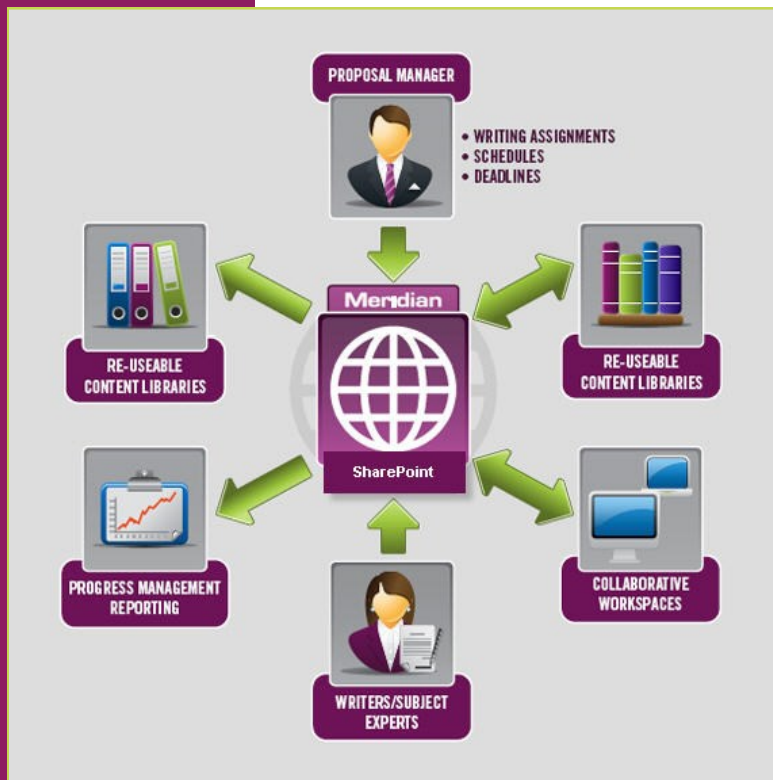 PROPOSAL MANAGER
• WRITING ASSIGNMENTS
• SCHEDULES
• DEADLINES
Meridian
SharePoint
RE-USEABLE
CONTENT LIBRARIES
RE-USEABLE
CONTENT LIBRARIES
PROGRESS MANAGEMENT
REPORTING
COLLABORATIVE
WORKSPACES
WRITERS/SUBJECT
EXPERTS